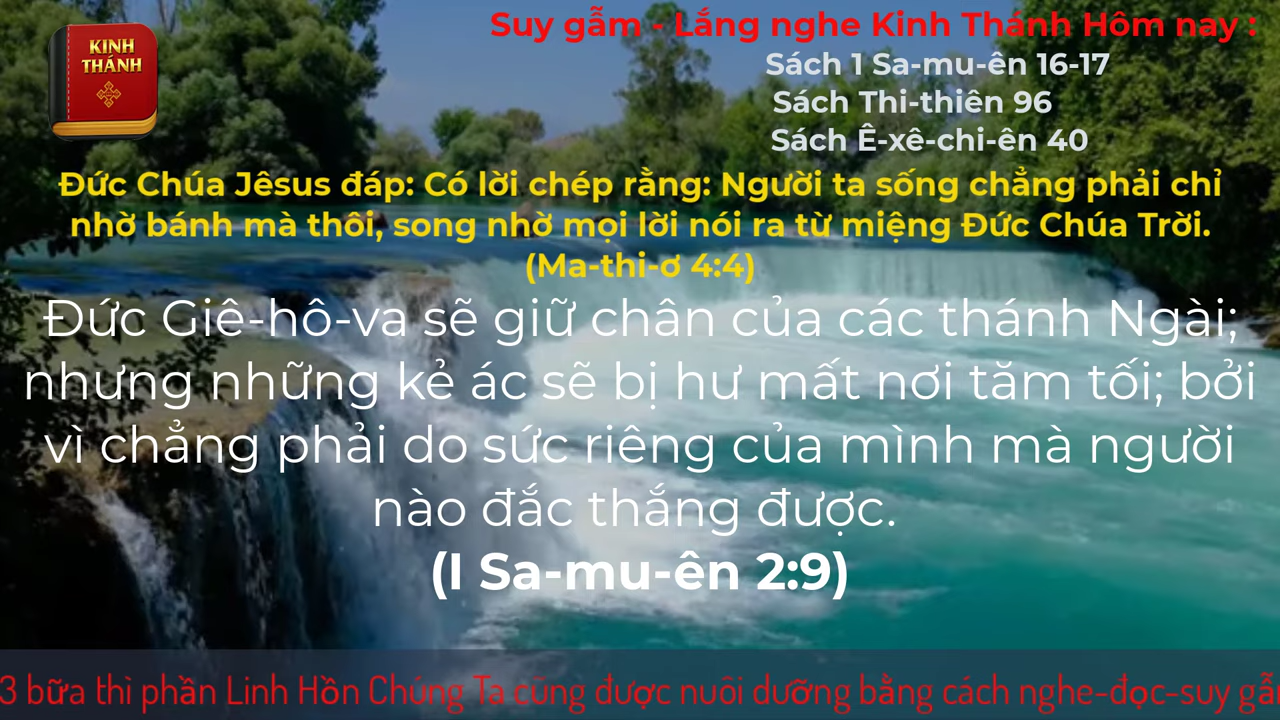 KINH
THÁNH
Suy gẫm - Lắng nghe Kinh Thánh Hôm nay :
Sách 1 Sa-mu-ên 16-17
Sách Thi-thiên 96
Sách Ê-xê-chi-ên 40
Đức Chúa Jêsus đáp: Có lời chép rằng: Người ta sống chẳng phải chỉ
nhờ bánh mà thôi, song nhờ mọi lời nói ra từ miệng Đức Chúa Trời.
(Ma-thi-ơ 4:4)
Đức Giê-hô-va sẽ giữ chân của các thánh Ngài;
nhưng những kẻ ác sẽ bị hư mất nơi tăm tối; bởi
vì chẳng phải do sức riêng của mình mà người
nào đắc thắng được.
(I Sa-mu-ên 2:9)
3 bữa thì phần Linh Hồn Chúng Ta cũng được nuôi dưỡng bằng cách nghe-đọc-suy